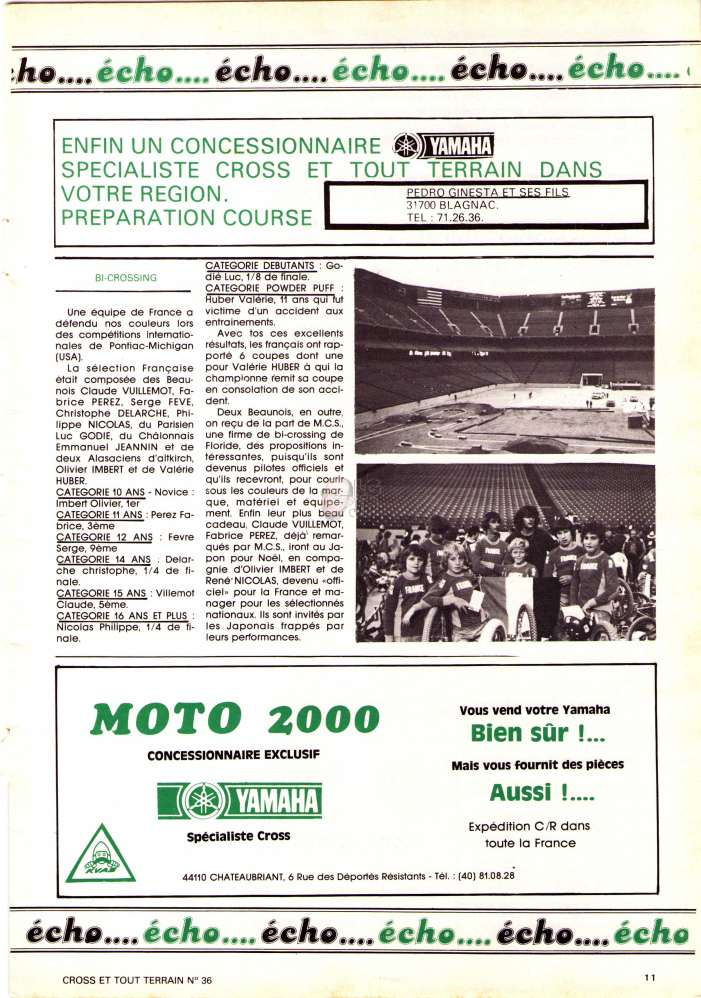 ho.... écho.... écho.... écho.... écho.... écho.... é
ENFIN UN CONCESSIONNAIRE YAMAHA
SPECIALISTE CROSS ET TOUT TERRAIN DANS
VOTRE REGION.
PREPARATION COURSE
PEDRO GINESTA ET SES FILS
31700 BLAGNAC.
TEL : 71.26.36.
BI-CROSSING
Une équipe de France a
défendu nos couleurs lors
des compétitions internatio-
nales de Pontiac-Michigan
(USA).
La sélection Française
était composée des Beau-
nois Claude VUILLEMOT, Fa-
brice PEREZ, Serge FEVE,
Christophe DELARCHE, Phi-
lippe NICOLAS, du Parisien
Luc GODIE, du Châlonnais
Emmanuel JEANNIN et de
deux Alasaciens d'altkirch,
Olivier IMBERT et de Valérie
HUBER.
CATEGORIE 10 ANS - Novice :
Imbert Olivier, 1er
CATEGORIE 11 ANS : Perez Fa-
brice, 3ème
CATEGORIE 12 ANS : Fevre
Serge, 9ème
CATEGORIE 14 ANS : Delar-
che christophe, 1/4 de fi-
nale.
CATEGORIE 15 ANS : Villemot
Claude, 5ème.
CATEGORIE 16 ANS ET PLUS :
Nicolas Philippe, 1/4 de fi-
nale.
CATEGORIE DEBUTANTS : Go-
dié Luc, 1/8 de finale.
CATEGORIE POWDER PUFF :
Huber Valérie, 11 ans qui fut
victime d'un accident aux
entrainements.
Avec tos ces excellents
résultats, les français ont rap-
porté 6 coupes dont une
pour Valérie HUBER à qui la
championne remit sa coupe
en consolation de son acci-
dent.
Deux Beaunois, en outre,
on reçu de la part de M.C.S.,
une firme de bi-crossing de
Floride, des propositions in-
téressantes, puisqu'ils sont
devenus pilotes officiels et
qu'ils recevront, pour courir
sous les couleurs de la mar-
que, matériel et équipe-
ment. Enfin leur plus beau
cadeau, Claude VUILLEMOT,
Fabrice PEREZ, déjà remar-
qués par M.C.S., iront au Ja-
pon pour Noël, en compa-
gnie d'Olivier IMBERT et de
René NICOLAS, devenu «offi-
ciel» pour la France et ma-
nager pour les sélectionnés
nationaux. Ils sont invités par
les Japonais frappés par
leurs performances.
FRANCE
FRANCE
FRANCE
FRANCE
MOTO 2000
CONCESSIONNAIRE EXCLUSIF
YAMAHA
Spécialiste Cross
KVAS
Vous vend votre Yamaha
Bien sûr !...
Mais vous fournit des pièces
Aussi !....
Expédition C/R dans
toute la France
44110 CHATEAUBRIANT, 6 Rue des Déportés Résistants - Tél. : (40) 81.08.28
écho.... écho.... écho.... écho.... écho.... écho
CROSS ET TOUT TERRAIN N° 36
11